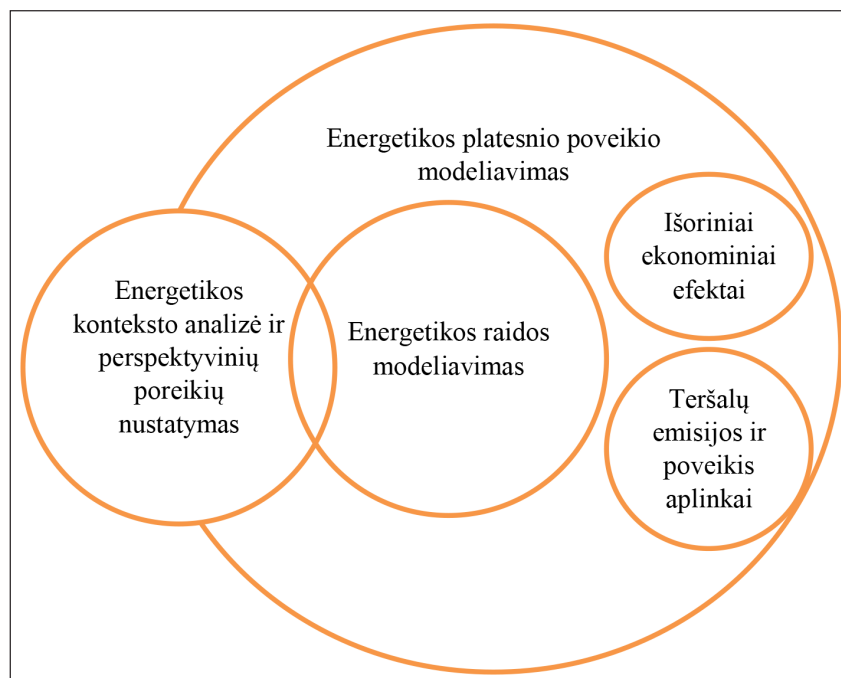 Energetikos platesnio poveikio
modeliavimas
Energetikos
konteksto analizė ir
perspektyvinių
poreikių
nustatymas
Energetikos raidos
modeliavimas
Išoriniai
ekonominiai
efektai
Teršalų
emisijos ir
poveikis
aplinkai